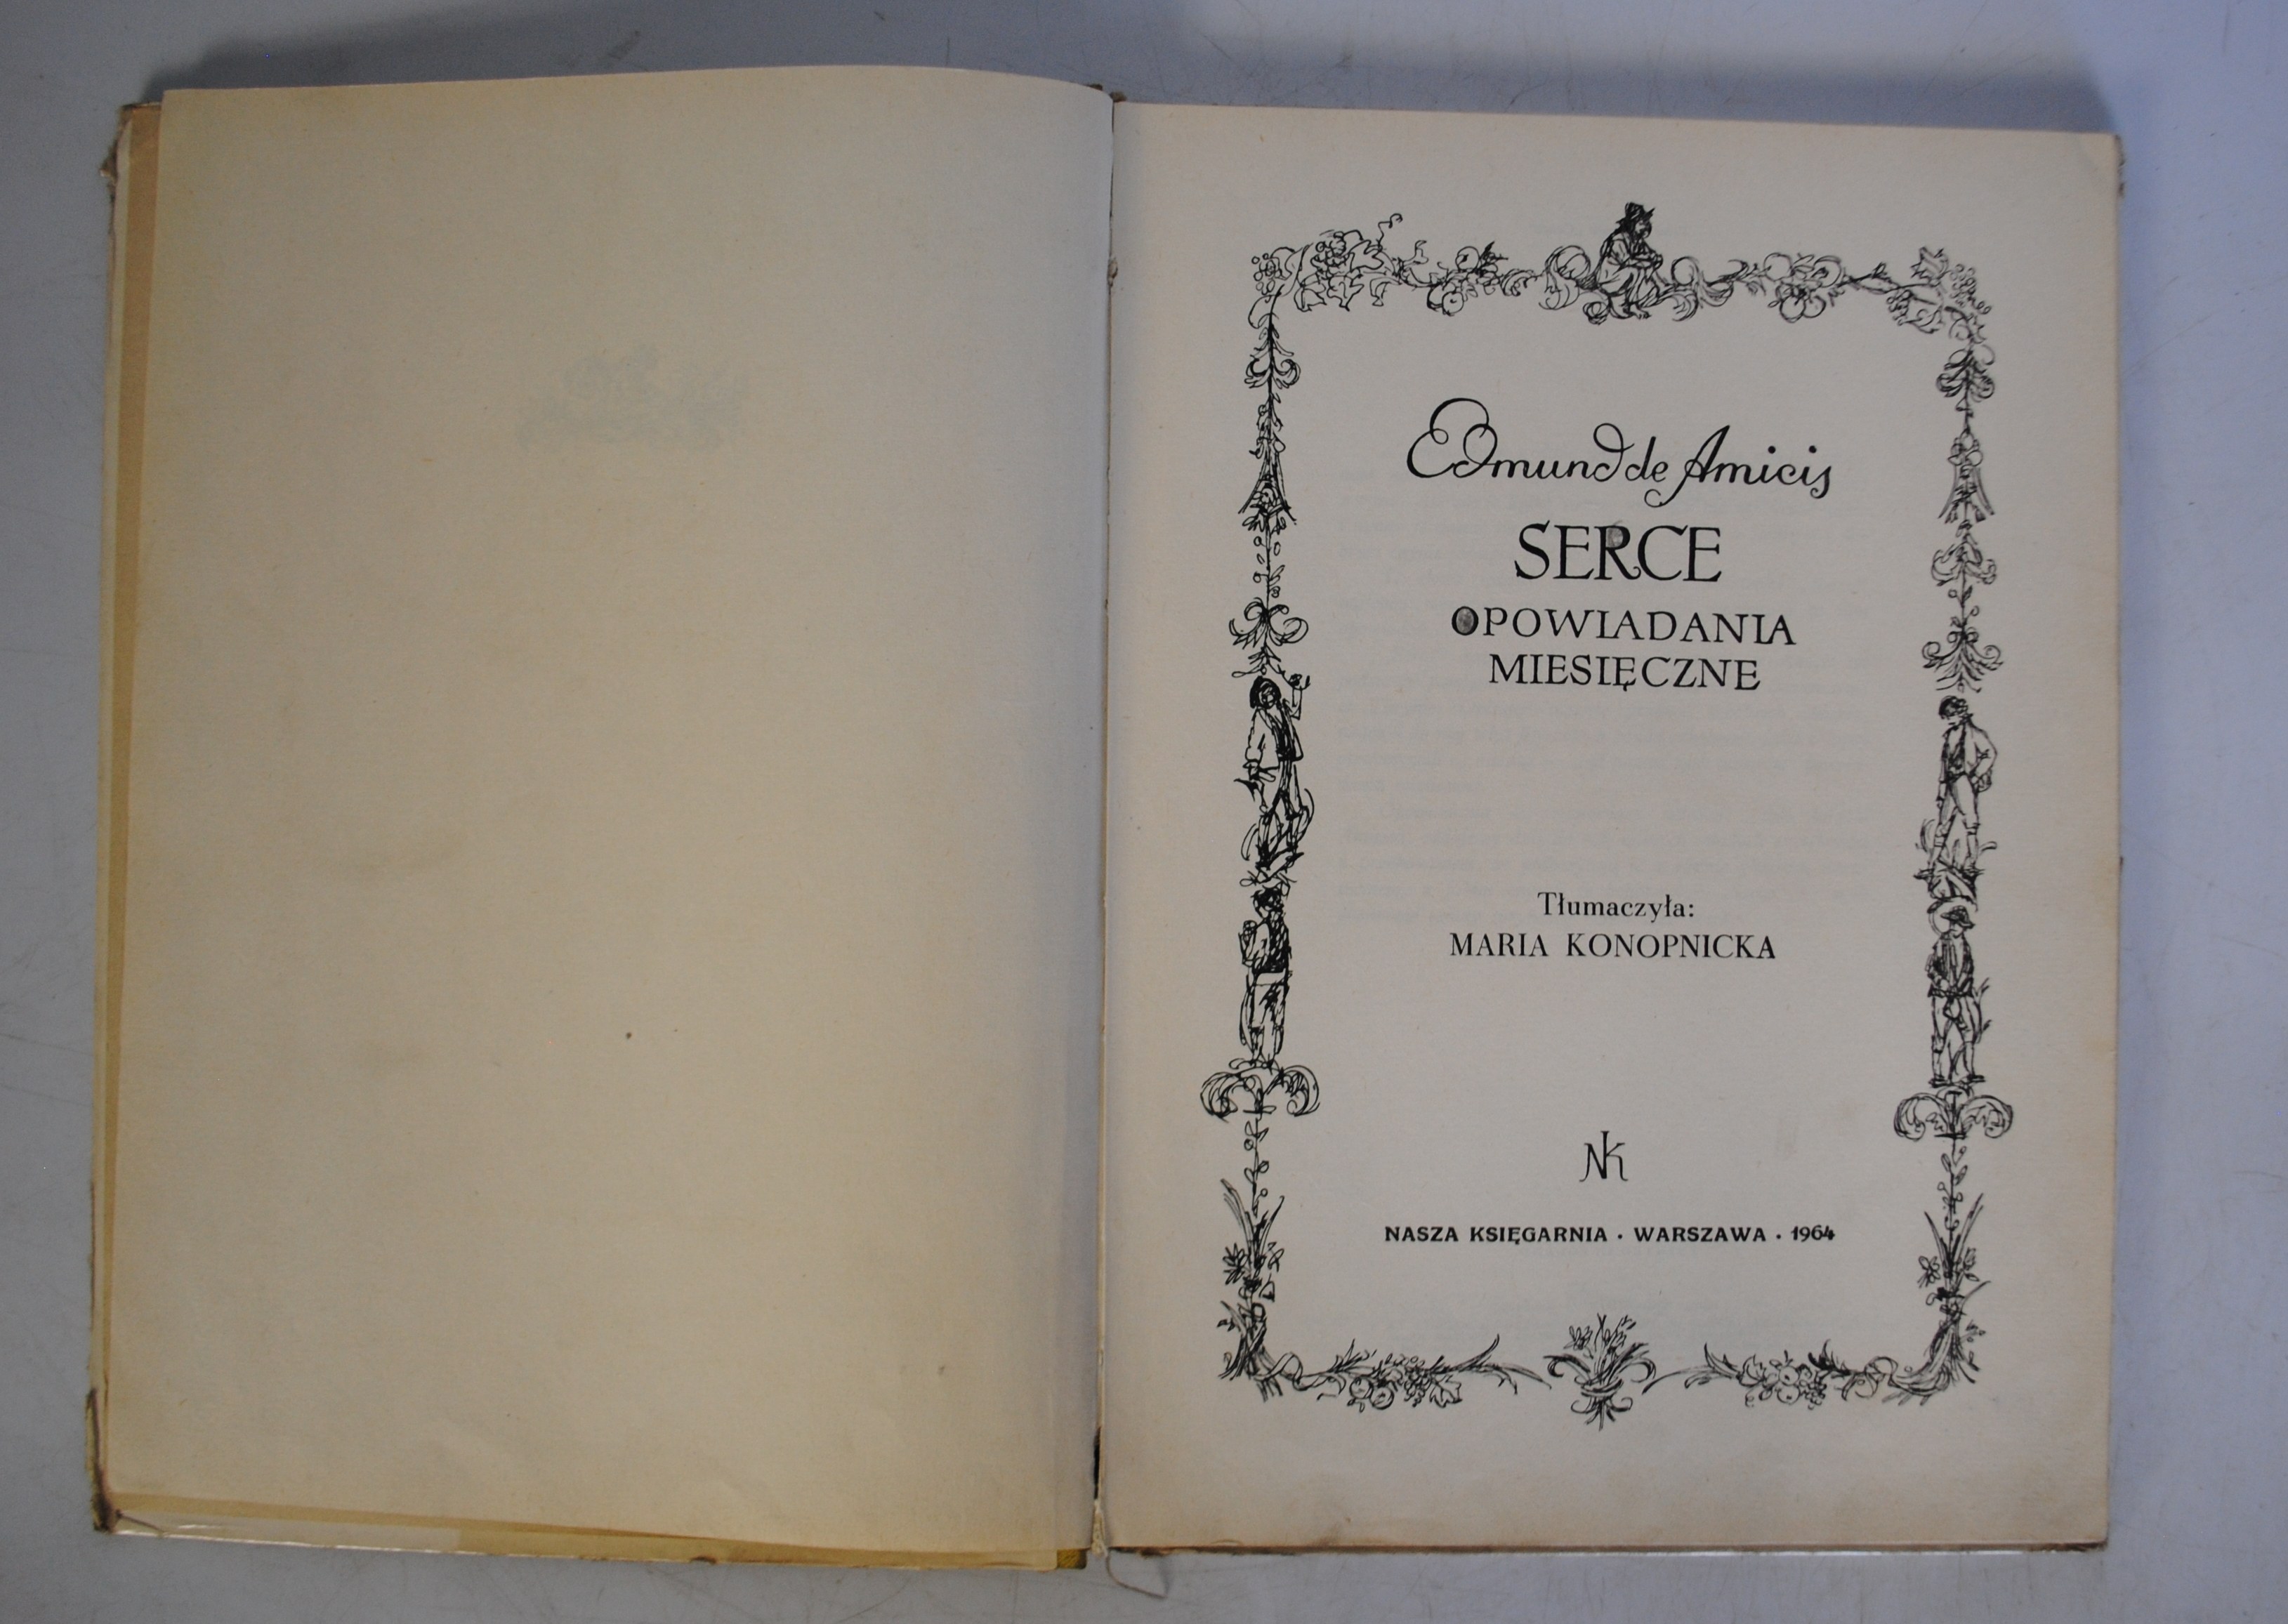 Edmund de Amicis
SERCE
OPOWIADANIA
MIESIĘCZNE
Tłumaczyła:
MARIA KONOPNICKA
NK
NASZA KSIĘGARNIA · WARSZAWA · 1964